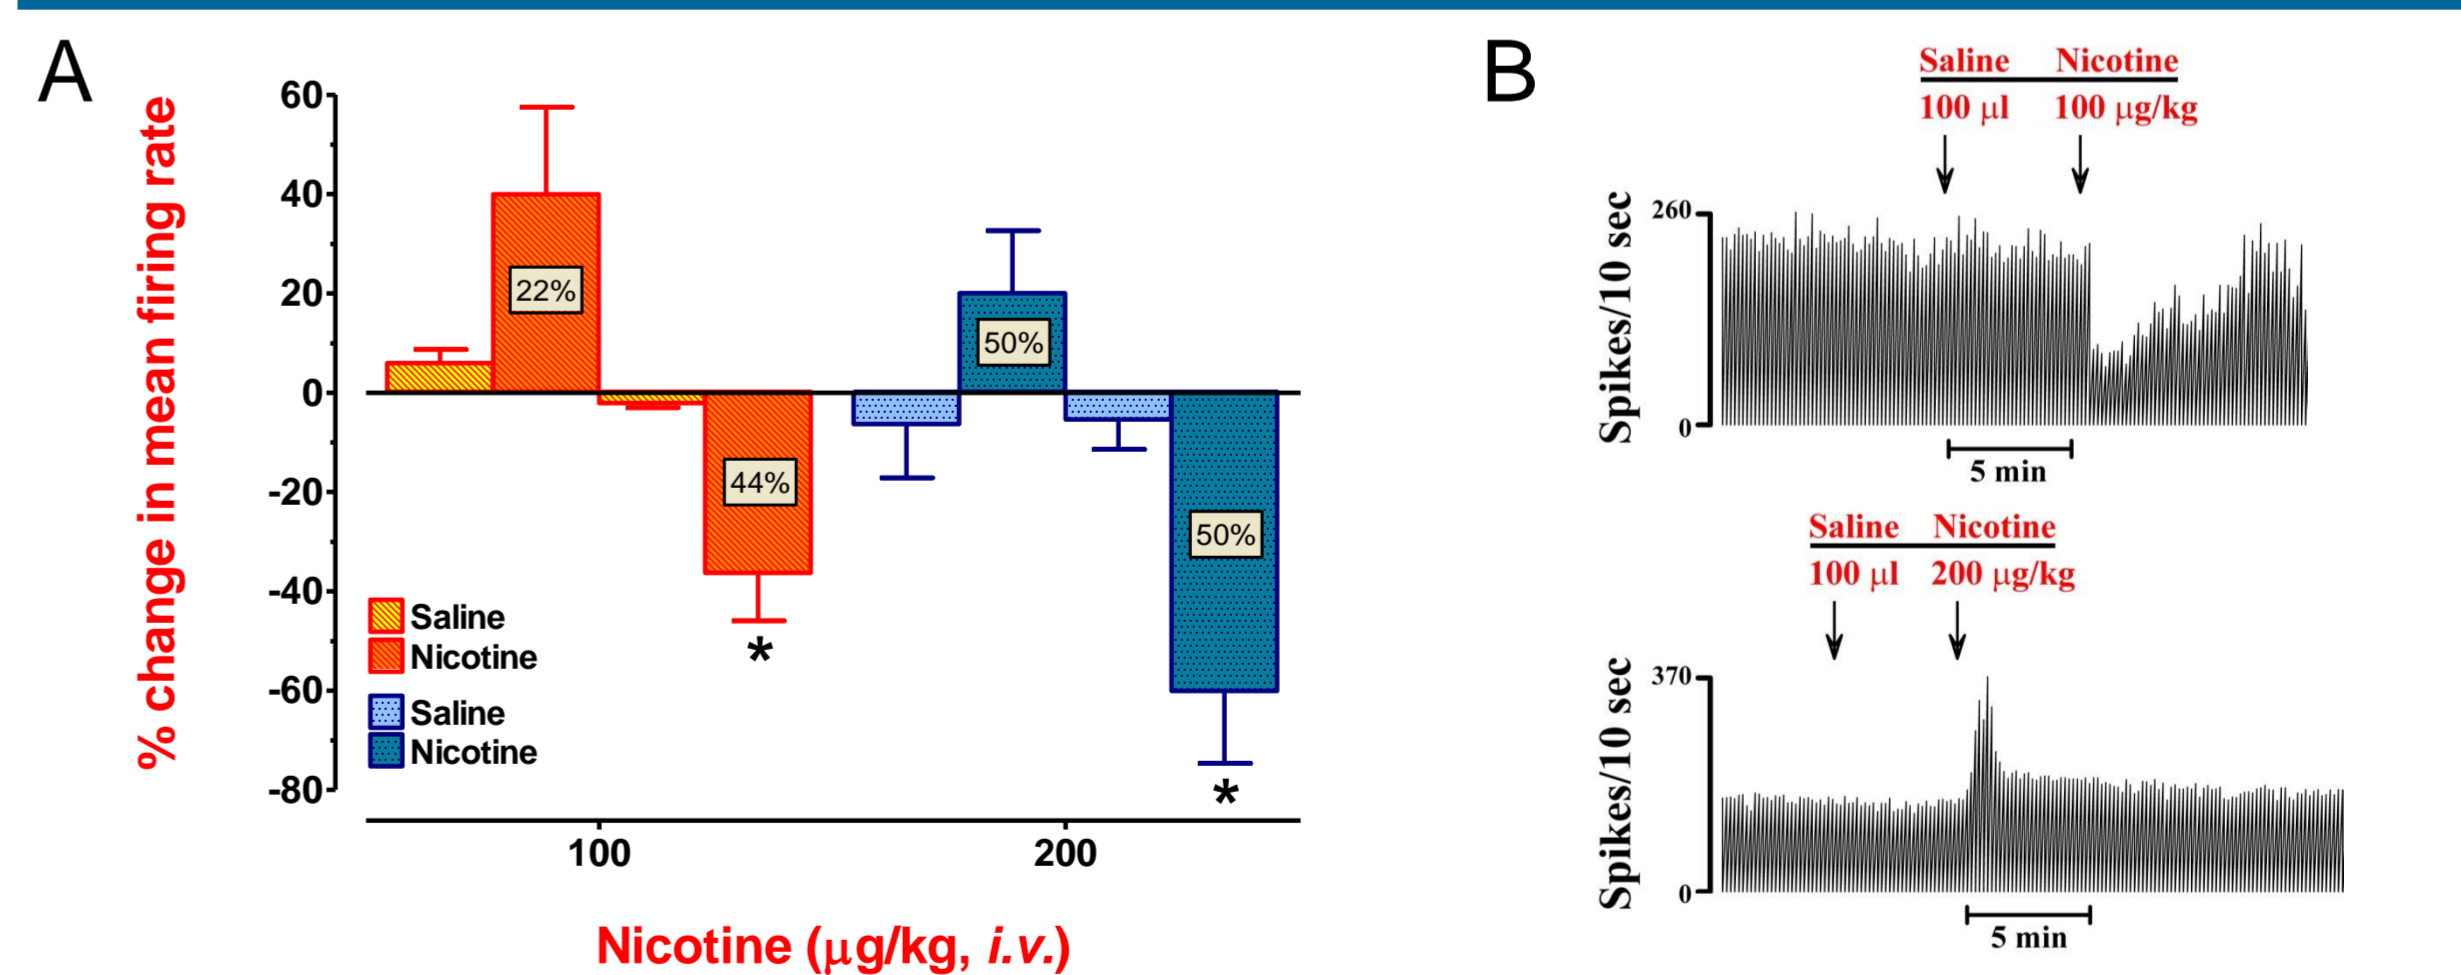 A
% change in mean firing rate
60
40
20
0
-20
-40
-60
-80
22%
44%
50%
50%
*
*
Saline
Nicotine
Saline
Nicotine
100
200
Nicotine (μg/kg, i.v.)
B
Saline Nicotine
100 μl 100 μg/kg
Spikes/10 sec
260
0
5 min
Saline Nicotine
100 μl 200 μg/kg
Spikes/10 sec
370
0
5 min